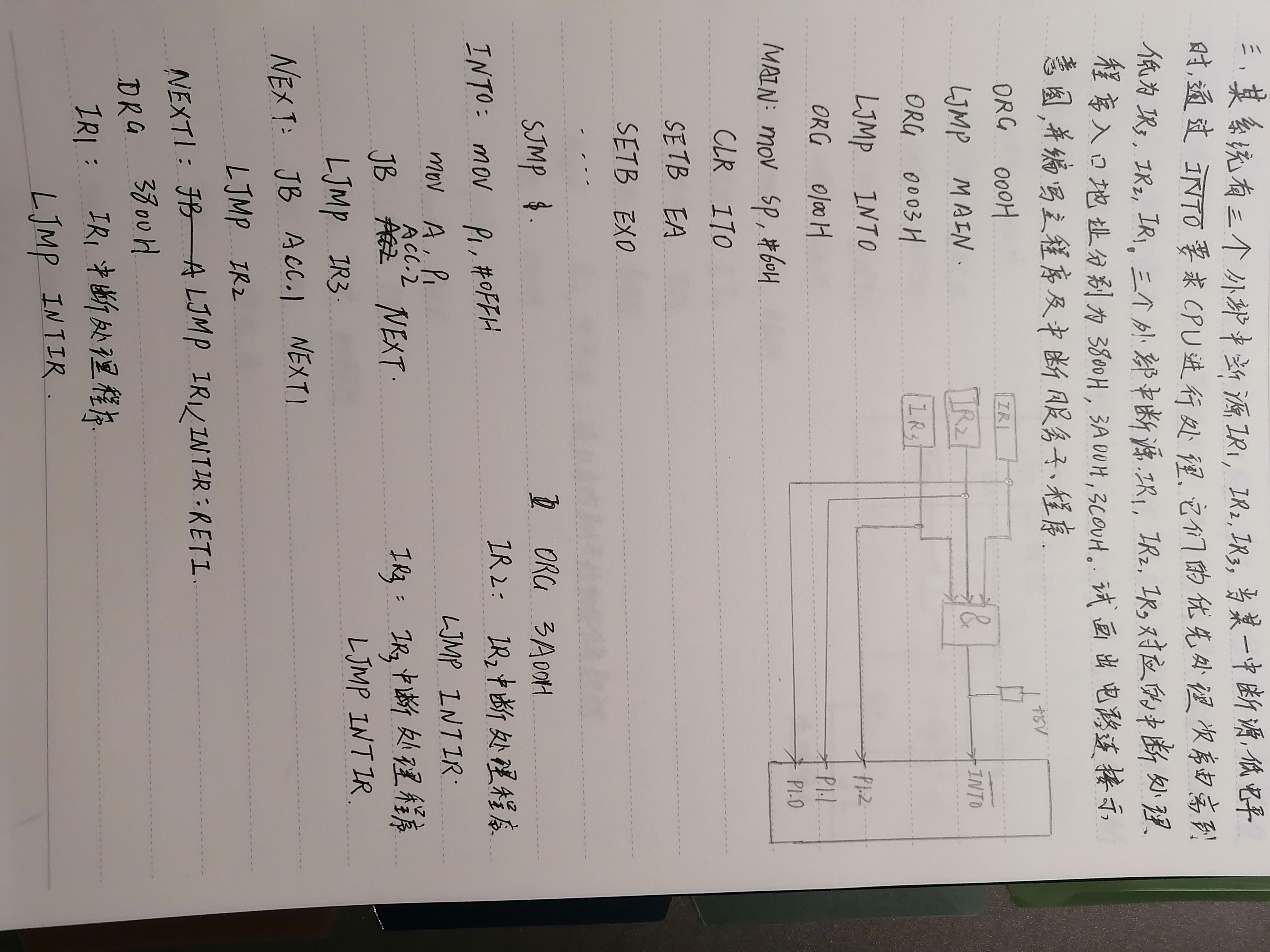 三、某系统有三个外部中断源IR1, IR2, IR3, 当某一中断源低电平
时,通过 INT0 要求CPU进行处理、它们的优先处理次序由高到
低为IR3, IR2, IR1。三个外部中断源IR1, IR2, IR3对应的中断处理、
程序入口地址分别为3800H, 3A00H, 3C00H。试画出电路连接示,
意图,并编写主程序及中断服务子、程序.
ORG 000H
LJMP MAIN.
ORG 0003H
LJMP INT0
ORG 0100H
MAIN: MOV SP, #60H
CLR IT0
SETB EA
SETB EX0
....
SJMP $.
INT0: MOV P1, #0FFH
MOV A, P1
JB ACC.2 NEXT.
LJMP IR3.
NEXT: JB ACC.1 NEXT1
LJMP IR2
NEXT1: JB A LJMP IR1 INTIR: RETI.
ORG 3800H
IR1: IR1中断处理程序.
LJMP INTIR.
ORG 3A00H
IR2: IR2中断处理程序.
LJMP INTIR.
IR3: IR3中断处理程序
LJMP INTIR.
IR1
IR2
IR3
&
+5V
INT0
P1.2
P1.1
P1.0